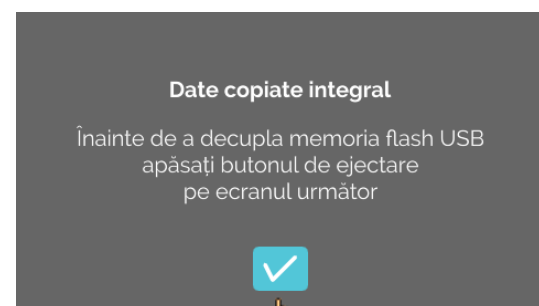 Date copiate integral
Înainte de a decupla memoria flash USB
apăsați butonul de ejectare
pe ecranul următor